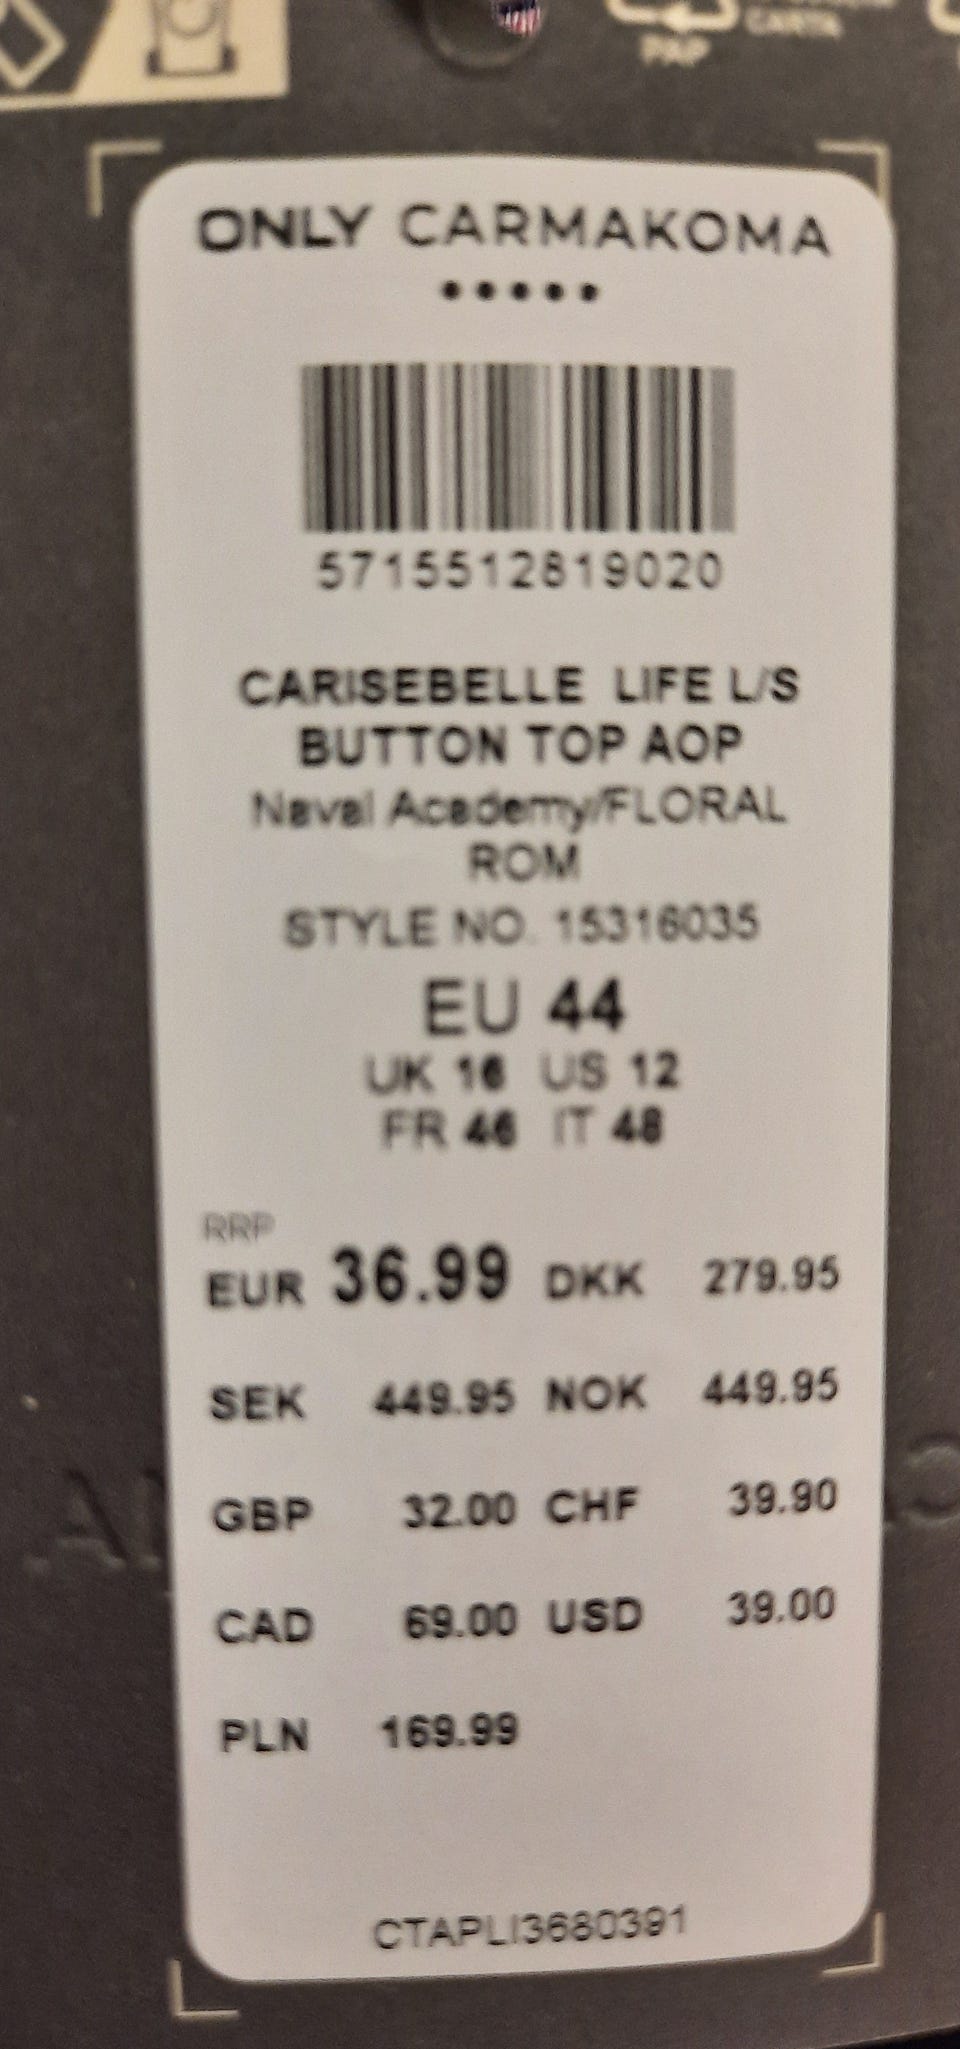 PAP
CARTA
ONLY CARMAKOMA
5715512819020
CARISEBELLE LIFE L/S
BUTTON TOP AOP
Naval Academy/FLORAL
ROM
STYLE NO. 15316035
EU 44
UK 16 US 12
FR 46 IT 48
RRP
EUR 36.99 DKK 279.95
SEK 449.95 NOK 449.95
GBP 32.00 CHF 39.90
CAD 69.00 USD 39.00
PLN 169.99
CTAPLI3680391